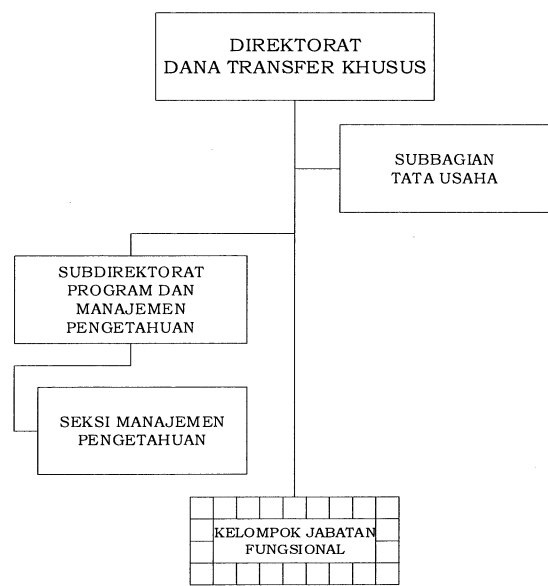 DIREKTORAT
DANA TRANSFER KHUSUS
SUBBAGIAN
TATA USAHA
SUBDIREKTORAT
PROGRAM DAN
MANAJEMEN
PENGETAHUAN
SEKSI MANAJEMEN
PENGETAHUAN
KELOMPOK JABATAN
FUNGSIONAL